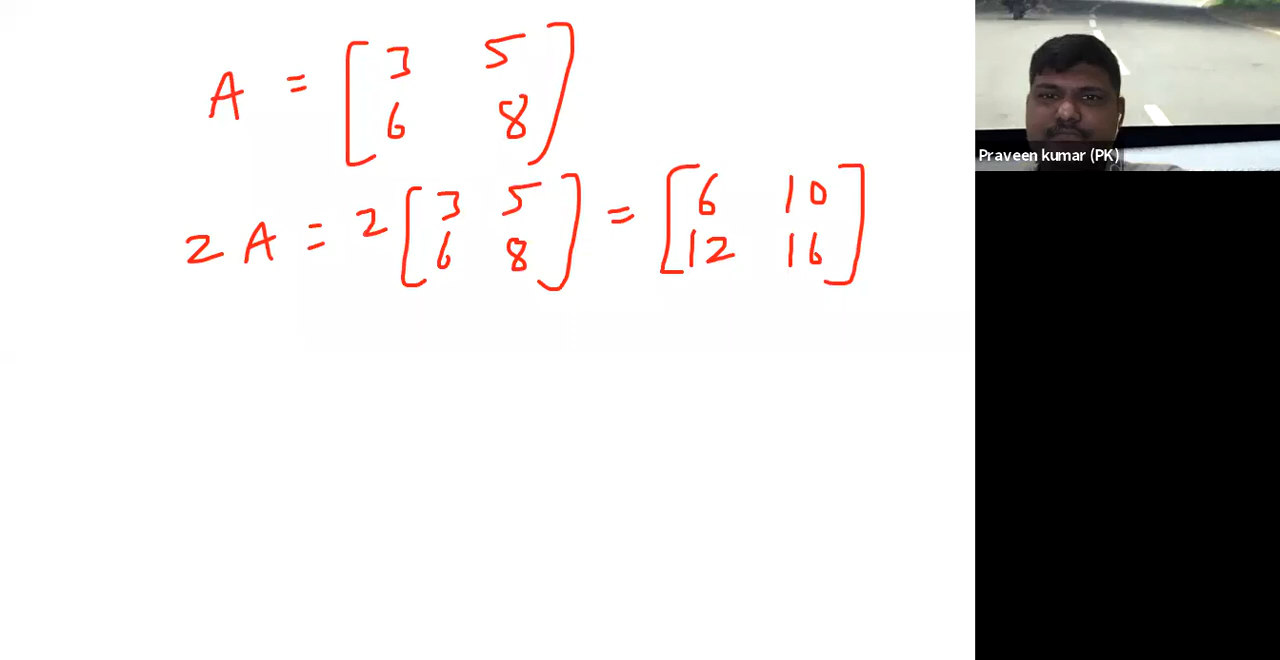 A = [3 5
6 8]
2A = 2[3 5
6 8] = [6 10
12 16]
Praveen kumar (PK)